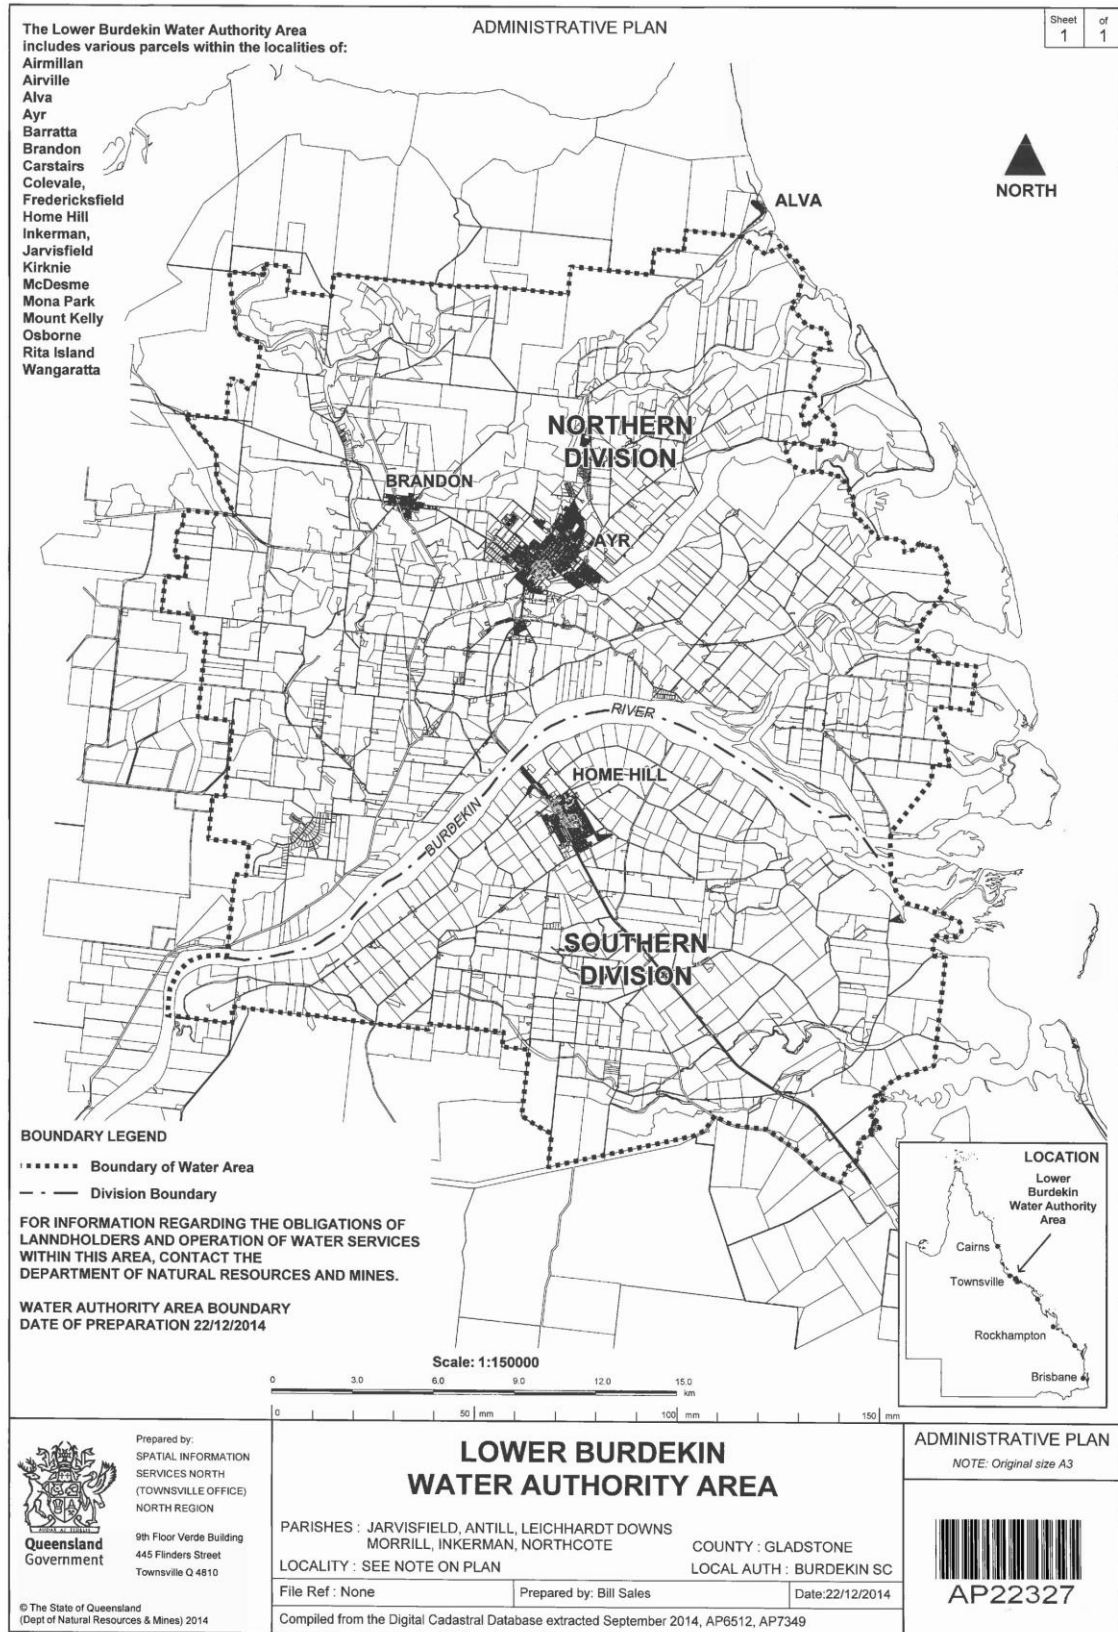 ADMINISTRATIVE PLAN
Sheet of
1 1
The Lower Burdekin Water Authority Area
includes various parcels within the localities of:
Airmillan
Airville
Alva
Ayr
Barratta
Brandon
Carstairs
Colevale,
Fredericksfield
Home Hill
Inkerman,
Jarvisfield
Kirknie
McDesme
Mona Park
Mount Kelly
Osborne
Rita Island
Wangaratta
NORTH
ALVA
NORTHERN
DIVISION
BRANDON
AYR
RIVER
HOME HILL
BURDEKIN
SOUTHERN
DIVISION
BOUNDARY LEGEND
Boundary of Water Area
Division Boundary
FOR INFORMATION REGARDING THE OBLIGATIONS OF
LANNDHOLDERS AND OPERATION OF WATER SERVICES
WITHIN THIS AREA, CONTACT THE
DEPARTMENT OF NATURAL RESOURCES AND MINES.
WATER AUTHORITY AREA BOUNDARY
DATE OF PREPARATION 22/12/2014
LOCATION
Lower
Burdekin
Water Authority
Area
Cairns
Townsville
Rockhampton
Brisbane
Scale: 1:150000
0 3.0 6.0 9.0 12.0 15.0
km
0 50 mm 100 mm 150 mm
Prepared by:
SPATIAL INFORMATION
SERVICES NORTH
(TOWNSVILLE OFFICE)
NORTH REGION
9th Floor Verde Building
445 Flinders Street
Townsville Q 4810
Queensland
Government
© The State of Queensland
(Dept of Natural Resources & Mines) 2014
LOWER BURDEKIN
WATER AUTHORITY AREA
PARISHES : JARVISFIELD, ANTILL, LEICHHARDT DOWNS
MORRILL, INKERMAN, NORTHCOTE
COUNTY : GLADSTONE
LOCALITY : SEE NOTE ON PLAN
LOCAL AUTH : BURDEKIN SC
File Ref : None
Prepared by: Bill Sales
Date:22/12/2014
Compiled from the Digital Cadastral Database extracted September 2014, AP6512, AP7349
ADMINISTRATIVE PLAN
NOTE: Original size A3
AP22327